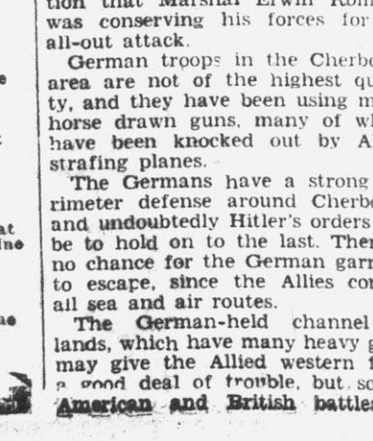 tion that Marshal Erwin Rom
was conserving his forces for
all-out attack.
German troops in the Cherbo
area are not of the highest qu
ty, and they have been using m
horse drawn guns, many of wh
have been knocked out by Al
strafing planes.
The Germans have a strong
rimeter defense around Cherbo
and undoubtedly Hitler's orders
be to hold on to the last. Ther
no chance for the German garr
to escape, since the Allies con
all sea and air routes.
The German-held channel
lands, which have many heavy g
may give the Allied western f
a good deal of trouble, but so
American and British battles
at
ine